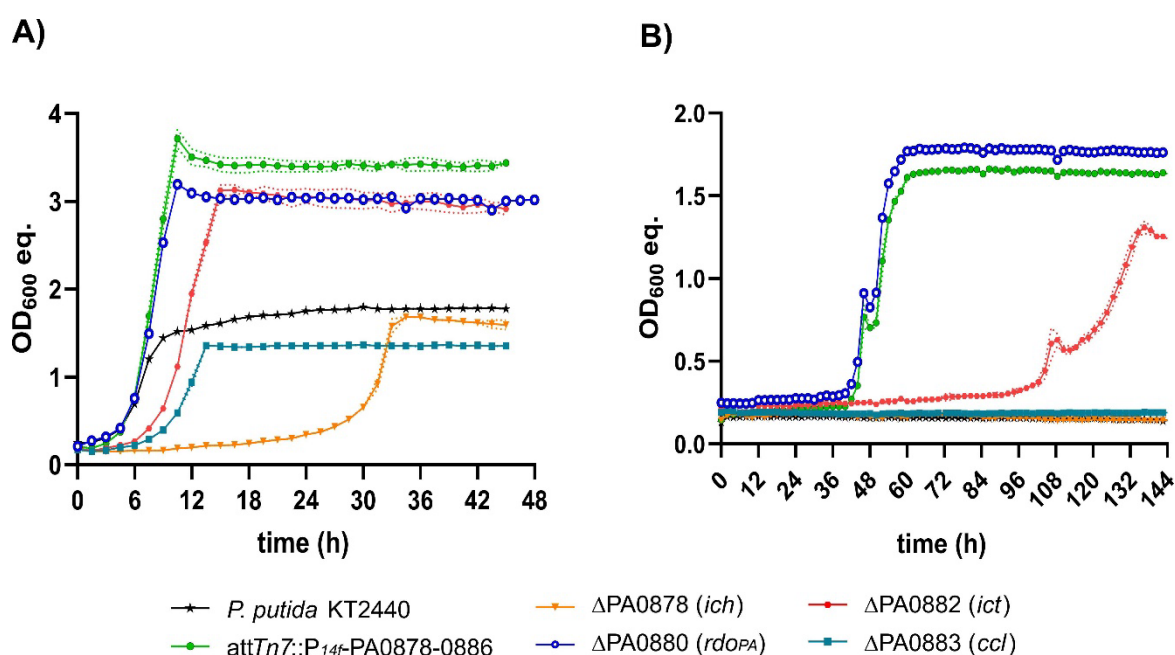 A)
OD600 eq.
4
3
2
1
0
0 6 12 18 24 30 36 42 48
time (h)
B)
OD600 eq.
2.0
1.5
1.0
0.5
0.0
0 12 24 36 48 60 72 84 96 108 120 132 144
time (h)
P. putida KT2440
attTn7::P14f-PA0878-0886
ΔPA0878 (ich)
ΔPA0880 (rdoPA)
ΔPA0882 (ict)
ΔPA0883 (ccl)